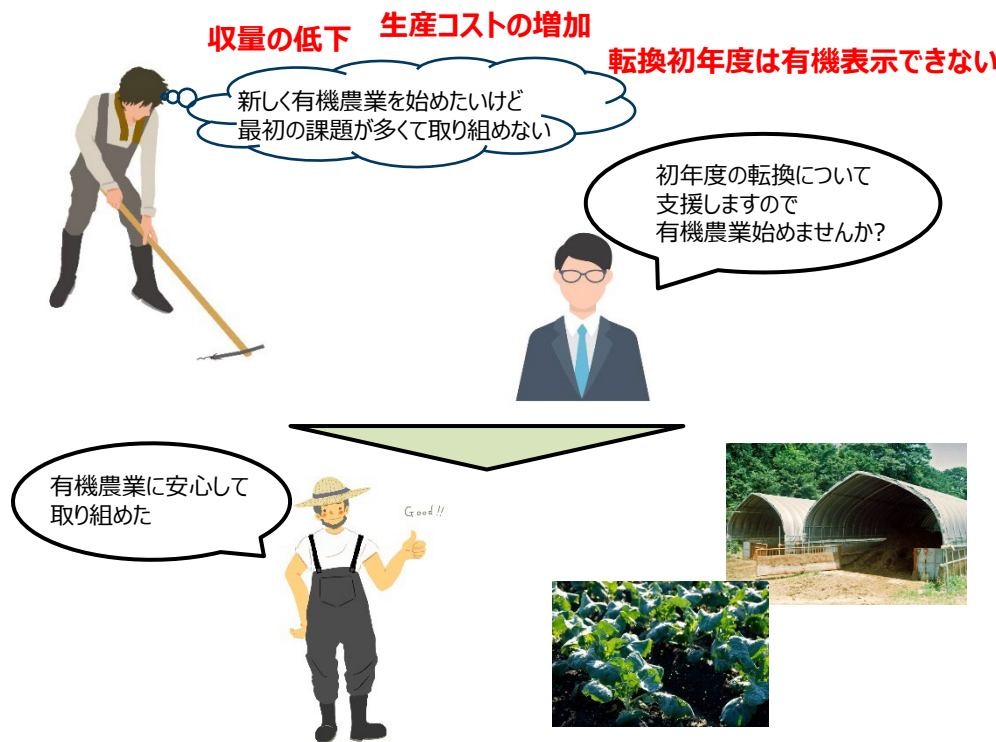 収量の低下
生産コストの増加
転換初年度は有機表示できない
新しく有機農業を始めたいけど
最初の課題が多くて取り組めない
初年度の転換について
支援しますので
有機農業始めませんか?
有機農業に安心して
取り組めた
Good!!